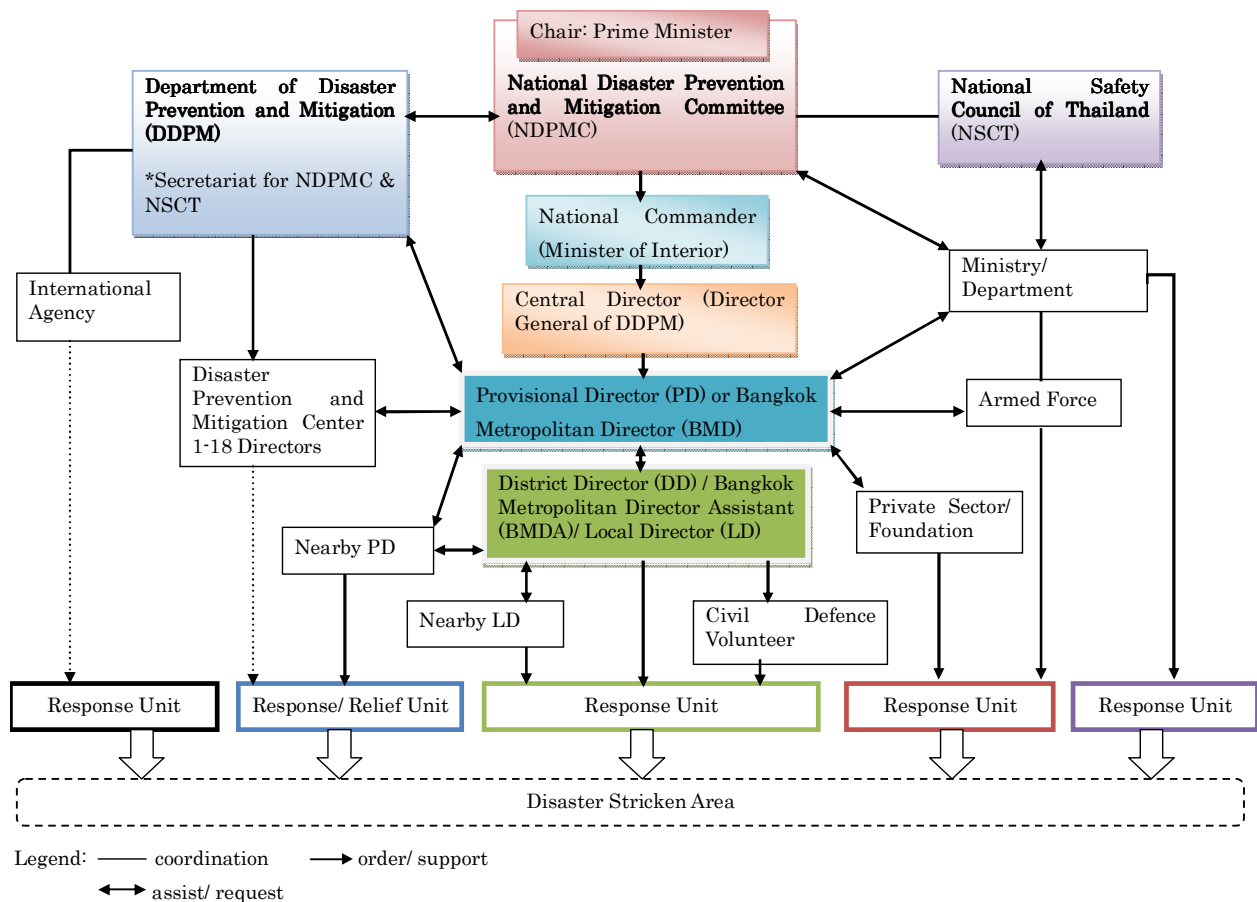 Chair: Prime Minister
National Disaster Prevention
and Mitigation Committee
(NDPMC)
Department of Disaster
Prevention and Mitigation
(DDPM)
*Secretariat for NDPMC &
NSCT
National Safety
Council of Thailand
(NSCT)
National Commander
(Minister of Interior)
International
Agency
Ministry/
Department
Central Director (Director
General of DDPM)
Disaster
Prevention and
Mitigation Center
1-18 Directors
Provisional Director (PD) or Bangkok
Metropolitan Director (BMD)
Armed Force
District Director (DD) / Bangkok
Metropolitan Director Assistant
(BMDA)/ Local Director (LD)
Private Sector/
Foundation
Nearby PD
Nearby LD
Civil Defence
Volunteer
Response Unit
Response/ Relief Unit
Response Unit
Response Unit
Response Unit
Disaster Stricken Area
Legend: coordination order/ support
assist/ request